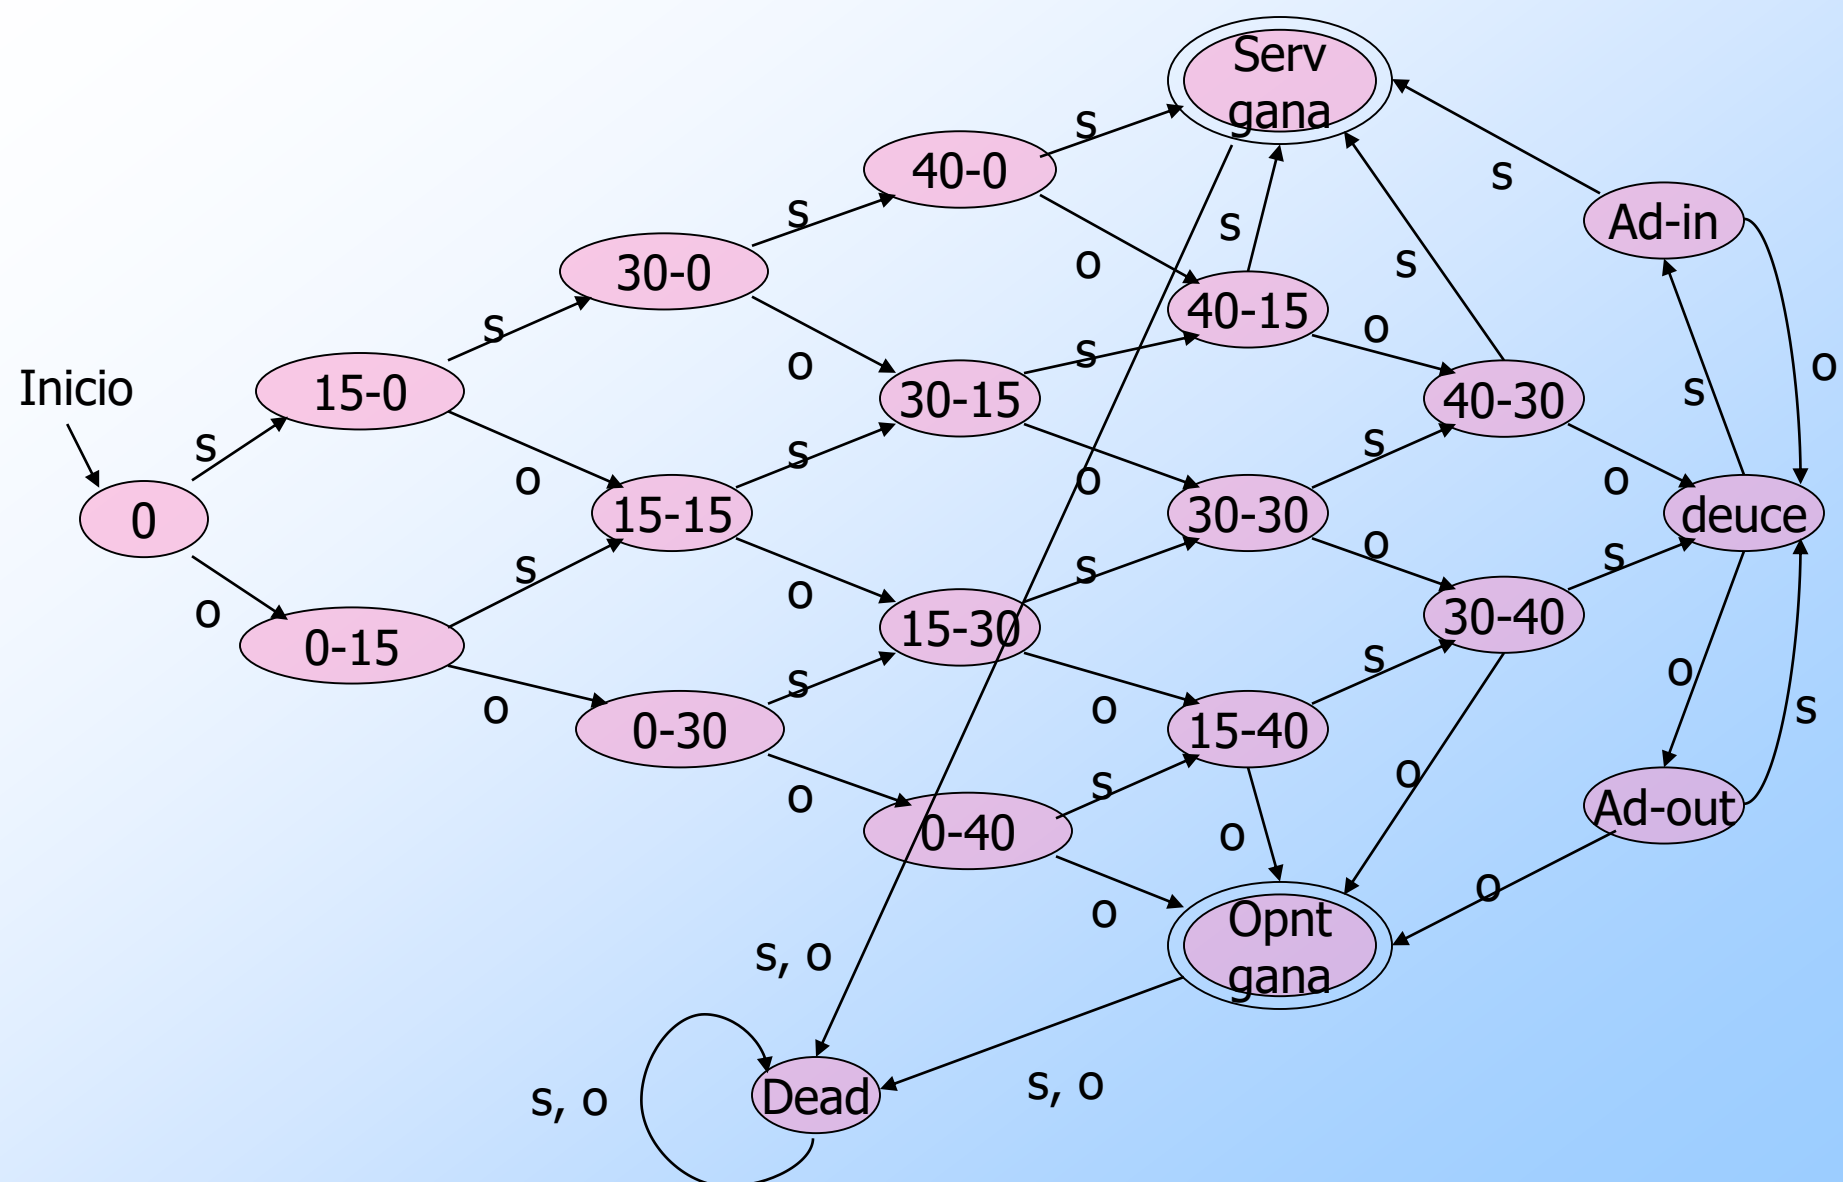 Serv
gana
s
40-0
s
Ad-in
s
s
30-0
o
s
40-15
o
o
s
s
o
s
30-15
40-30
s
Inicio
15-0
s
s
s
o
o
o
15-15
30-30
deuce
0
s
o
s
s
o
o
15-30
30-40
0-15
s
s
o
o
o
s
0-30
15-40
o
s
o
0-40
o
Ad-out
o
o
Opnt
gana
s, o
s, o
Dead
s, o